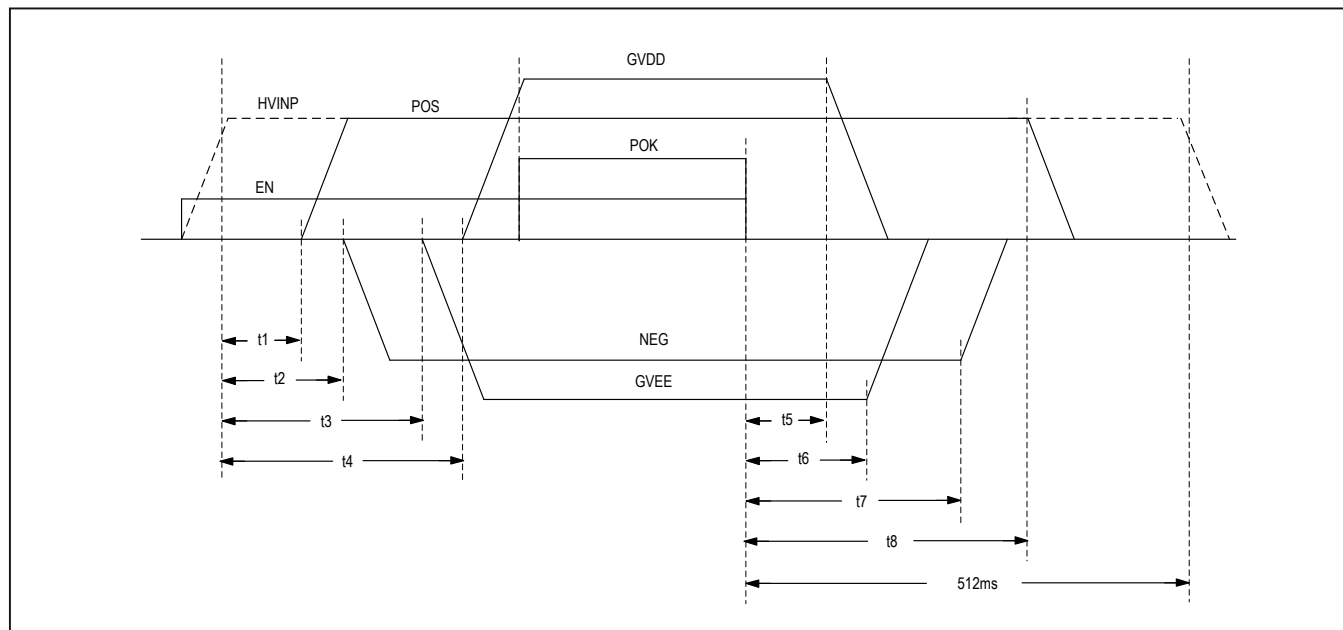 GVDD
HVINP
POS
POK
EN
NEG
t1
t2
GVEE
t3
t5
t4
t6
t7
t8
512ms